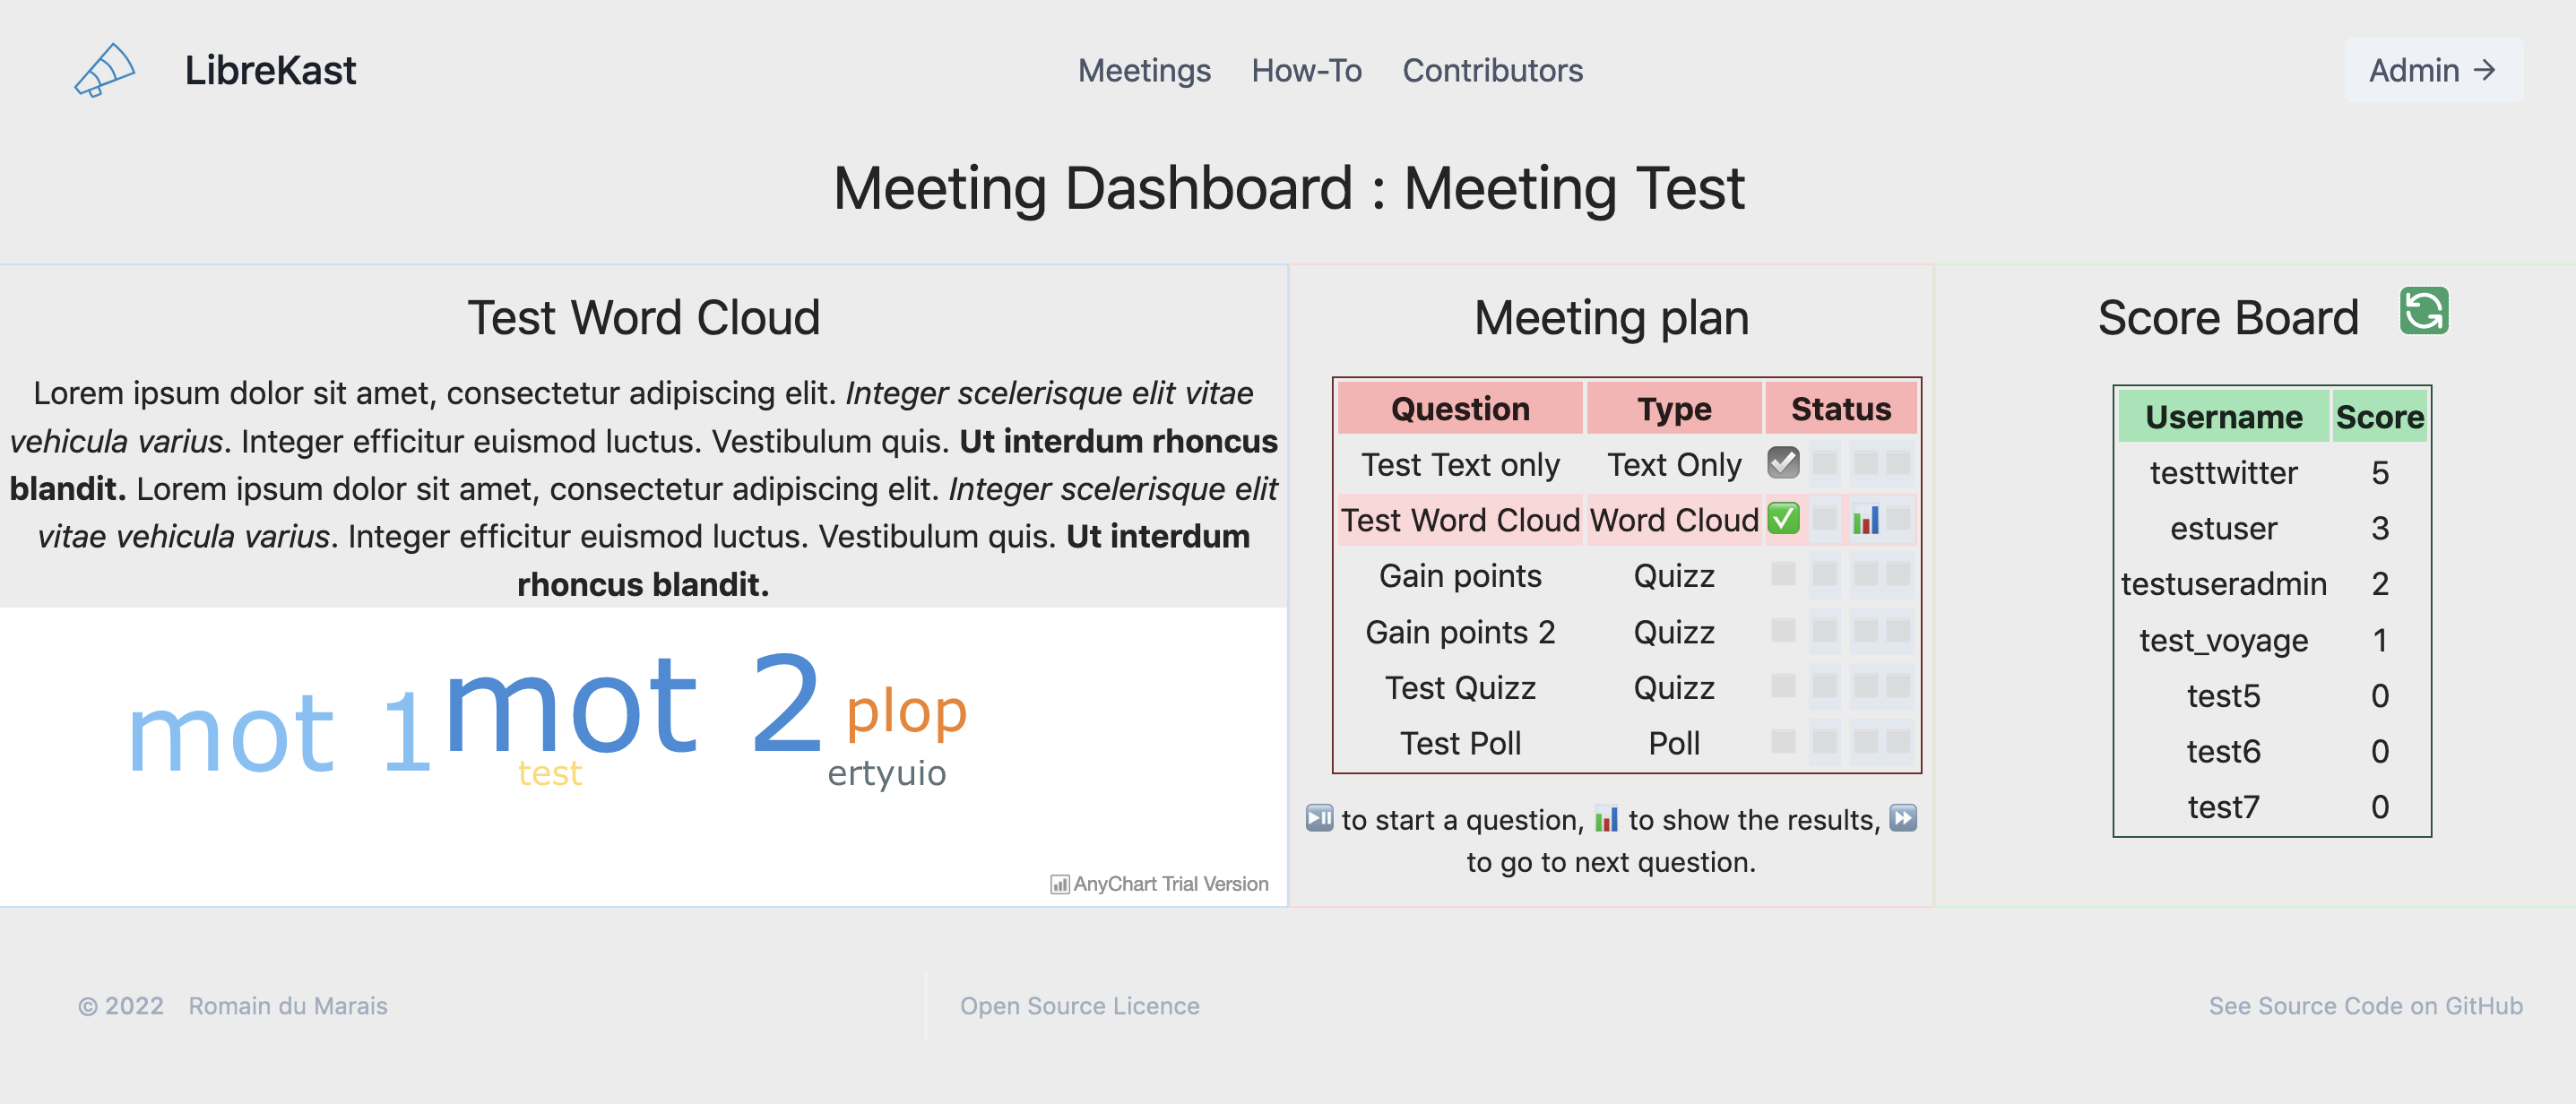 LibreKast
Meetings How-To Contributors
Admin →
Meeting Dashboard : Meeting Test
Test Word Cloud
Lorem ipsum dolor sit amet, consectetur adipiscing elit. Integer scelerisque elit vitae
vehicula varius. Integer efficitur euismod luctus. Vestibulum quis. Ut interdum rhoncus
blandit. Lorem ipsum dolor sit amet, consectetur adipiscing elit. Integer scelerisque elit
vitae vehicula varius. Integer efficitur euismod luctus. Vestibulum quis. Ut interdum
rhoncus blandit.
mot 1 mot 2 plop
test ertyuio
AnyChart Trial Version
Meeting plan
Question Type Status
Test Text only Text Only
Test Word Cloud Word Cloud
Gain points Quizz
Gain points 2 Quizz
Test Quizz Quizz
Test Poll Poll
⏯ to start a question, 📊 to show the results, ⏩
to go to next question.
Score Board
Username Score
testtwitter 5
estuser 3
testuseradmin 2
test_voyage 1
test5 0
test6 0
test7 0
© 2022 Romain du Marais
Open Source Licence
See Source Code on GitHub